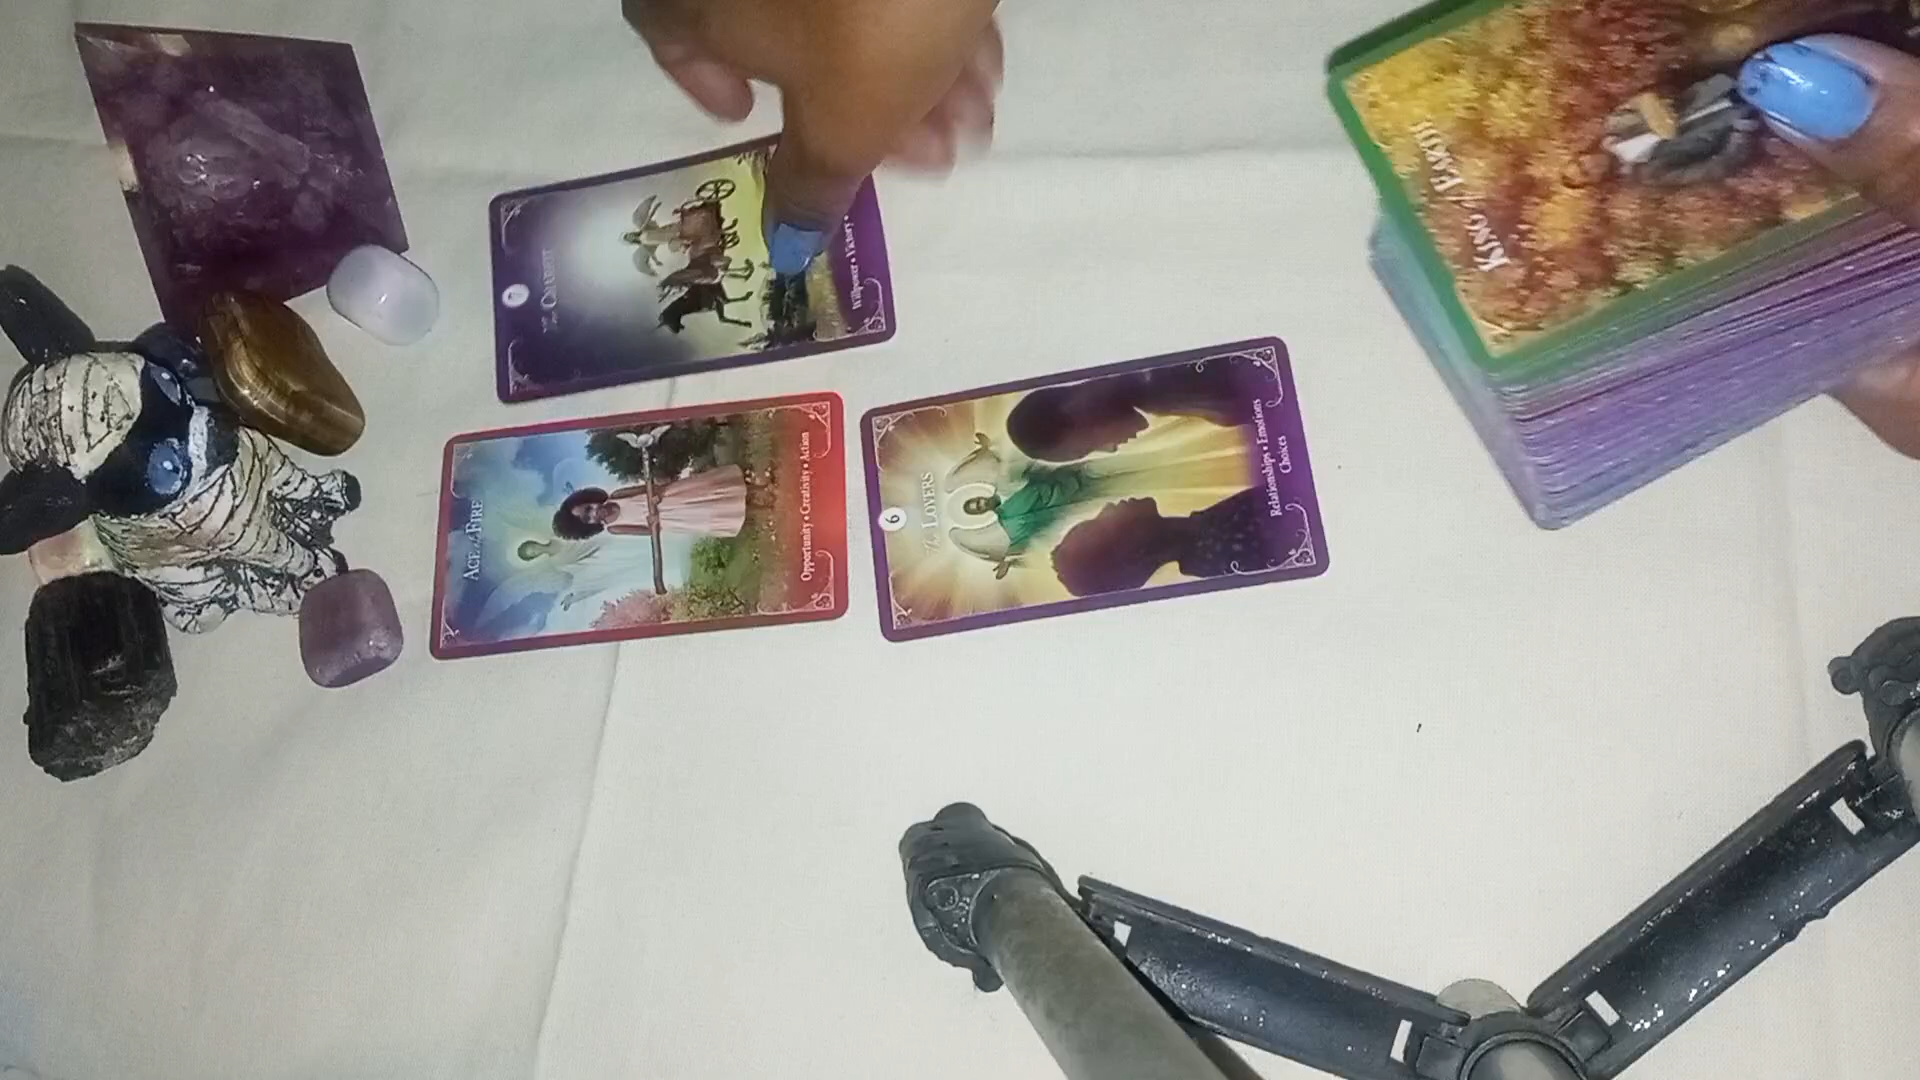 7
The CHARIOT
Willpower • Victory •
ACE of FIRE
Opportunity • Creativity • Action
6
The LOVERS
Relationships • Emotions
Choices
KING of EARTH